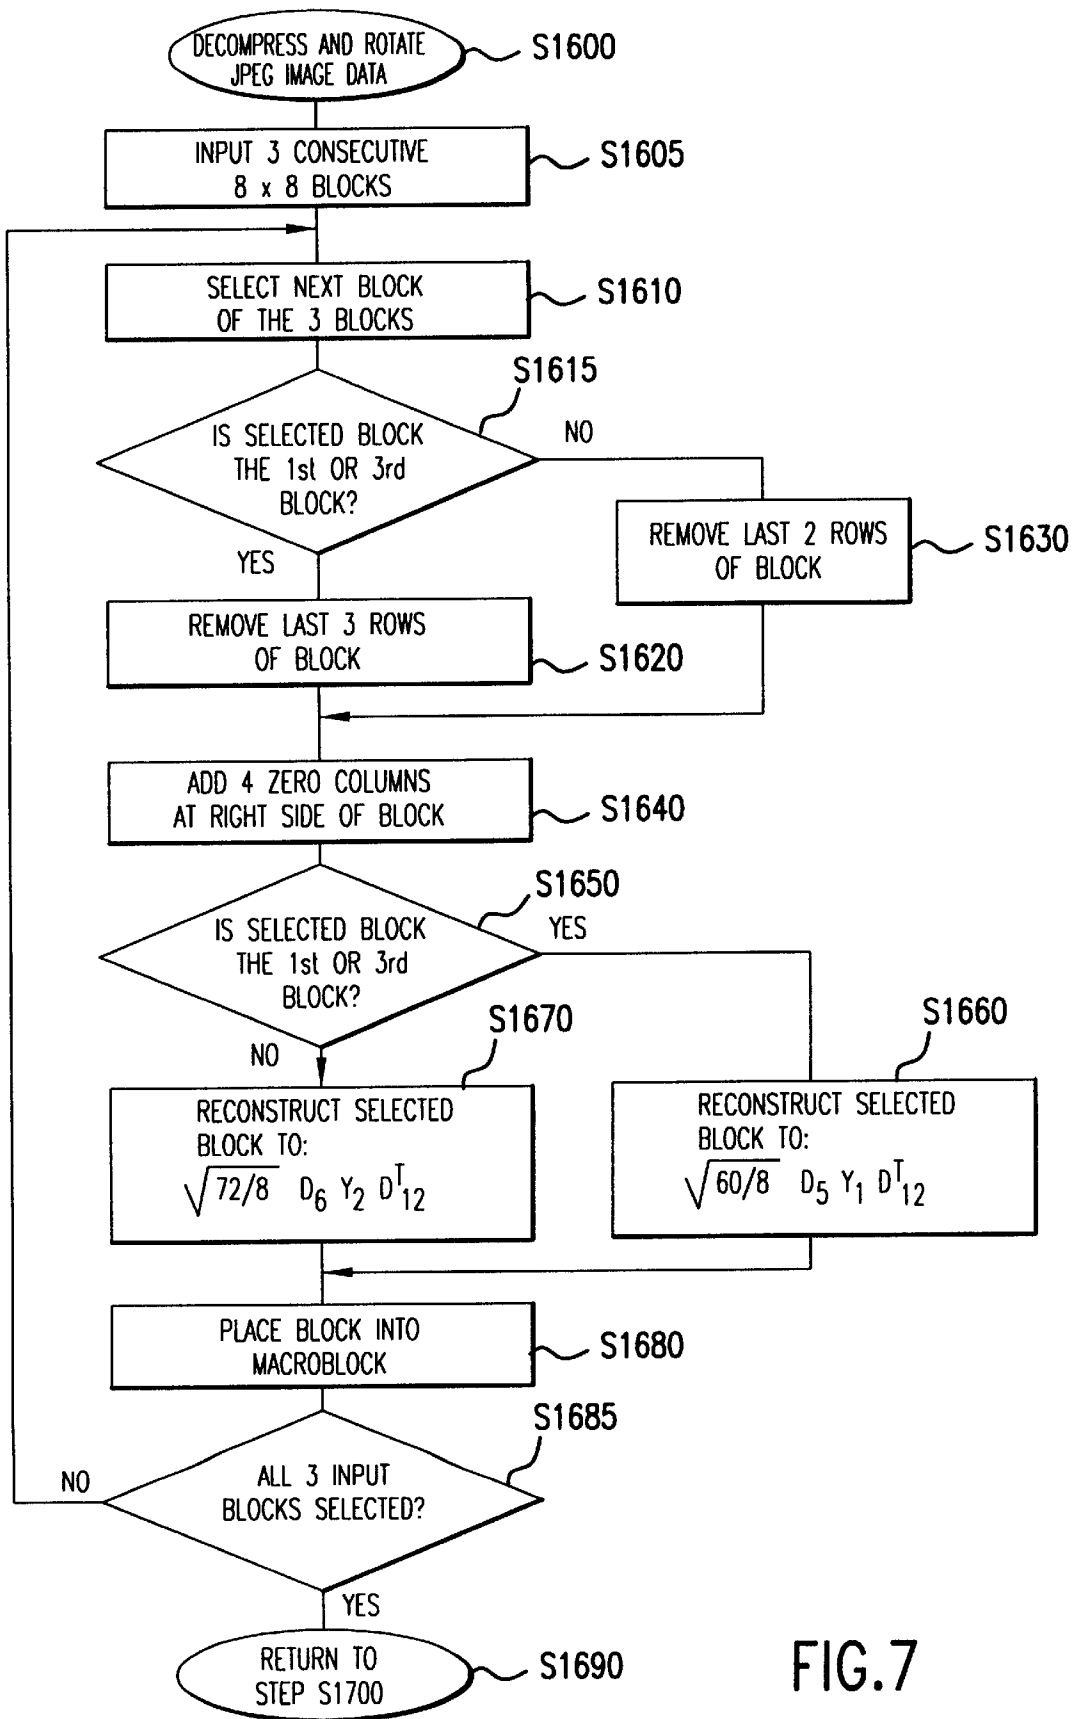 DECOMPRESS AND ROTATE
JPEG IMAGE DATA
S1600
INPUT 3 CONSECUTIVE
8 x 8 BLOCKS
S1605
SELECT NEXT BLOCK
OF THE 3 BLOCKS
S1610
S1615
IS SELECTED BLOCK
THE 1st OR 3rd
BLOCK?
NO
YES
REMOVE LAST 2 ROWS
OF BLOCK
S1630
REMOVE LAST 3 ROWS
OF BLOCK
S1620
ADD 4 ZERO COLUMNS
AT RIGHT SIDE OF BLOCK
S1640
S1650
IS SELECTED BLOCK
THE 1st OR 3rd
BLOCK?
YES
NO
S1670
RECONSTRUCT SELECTED
BLOCK TO:
√72/8 D6 Y2 DT12
S1660
RECONSTRUCT SELECTED
BLOCK TO:
√60/8 D5 Y1 DT12
PLACE BLOCK INTO
MACROBLOCK
S1680
S1685
ALL 3 INPUT
BLOCKS SELECTED?
NO
YES
RETURN TO
STEP S1700
S1690
FIG.7